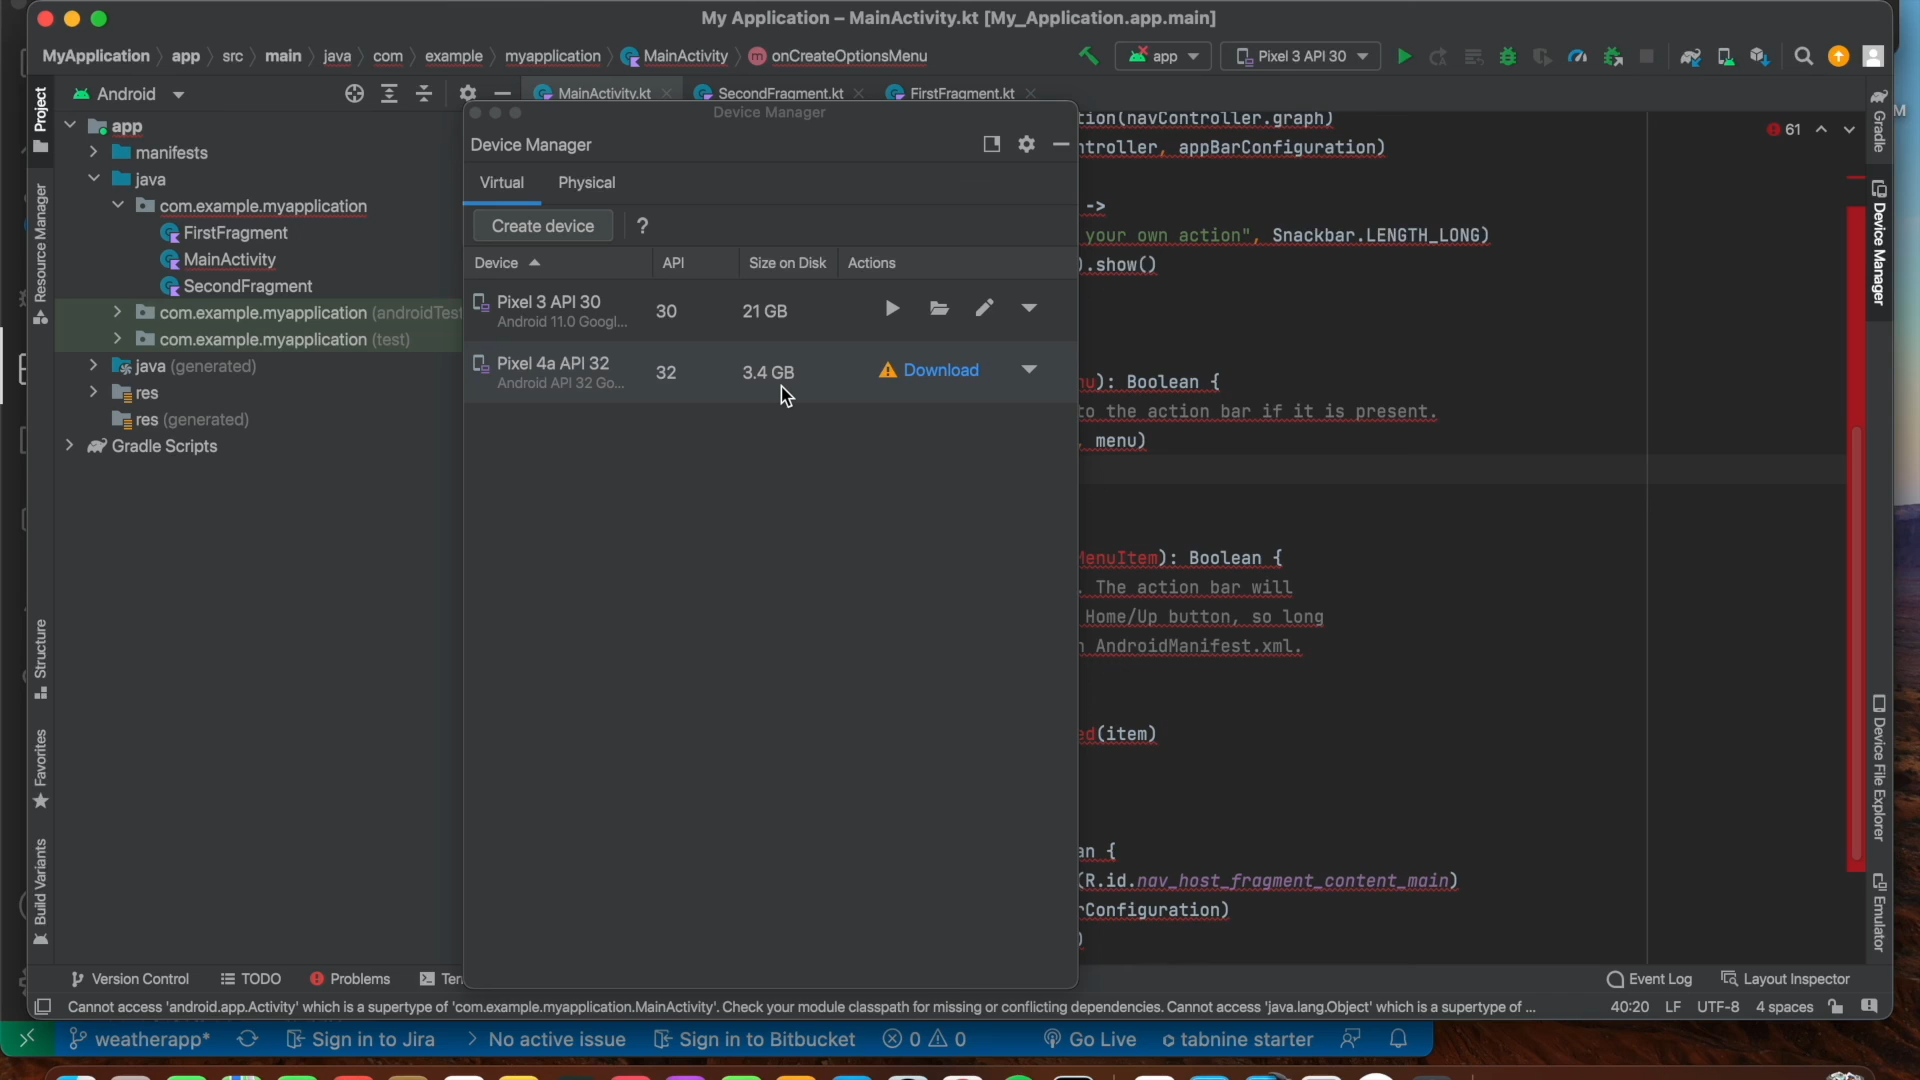 My Application – MainActivity.kt [My_Application.app.main]
MyApplication app src main java com example myapplication MainActivity onCreateOptionsMenu
app Pixel 3 API 30
Project
Android
MainActivity.kt SecondFragment.kt FirstFragment.kt
Gradle
app
manifests
java
com.example.myapplication
FirstFragment
MainActivity
SecondFragment
com.example.myapplication (androidTest
com.example.myapplication (test)
java (generated)
res
res (generated)
Gradle Scripts
Resource Manager
Structure
Favorites
Build Variants
Device Manager
Device Manager
Virtual Physical
Create device ?
Device API Size on Disk Actions
Pixel 3 API 30 30 21 GB
Android 11.0 Googl...
Pixel 4a API 32 32 3.4 GB Download
Android API 32 Go...
tion(navController.graph)
ntroller, appBarConfiguration)
->
your own action", Snackbar.LENGTH_LONG)
).show()
nu): Boolean {
to the action bar if it is present.
, menu)
MenuItem): Boolean {
. The action bar will
Home/Up button, so long
n AndroidManifest.xml.
ed(item)
an {
(R.id.nav_host_fragment_content_main)
rConfiguration)
)
61
Device Manager
Device File Explorer
Emulator
Version Control TODO Problems Ter
Event Log Layout Inspector
Cannot access 'android.app.Activity' which is a supertype of 'com.example.myapplication.MainActivity'. Check your module classpath for missing or conflicting dependencies. Cannot access 'java.lang.Object' which is a supertype of ... 40:20 LF UTF-8 4 spaces
weatherapp* Sign in to Jira No active issue Sign in to Bitbucket 0 0 Go Live tabnine starter
M